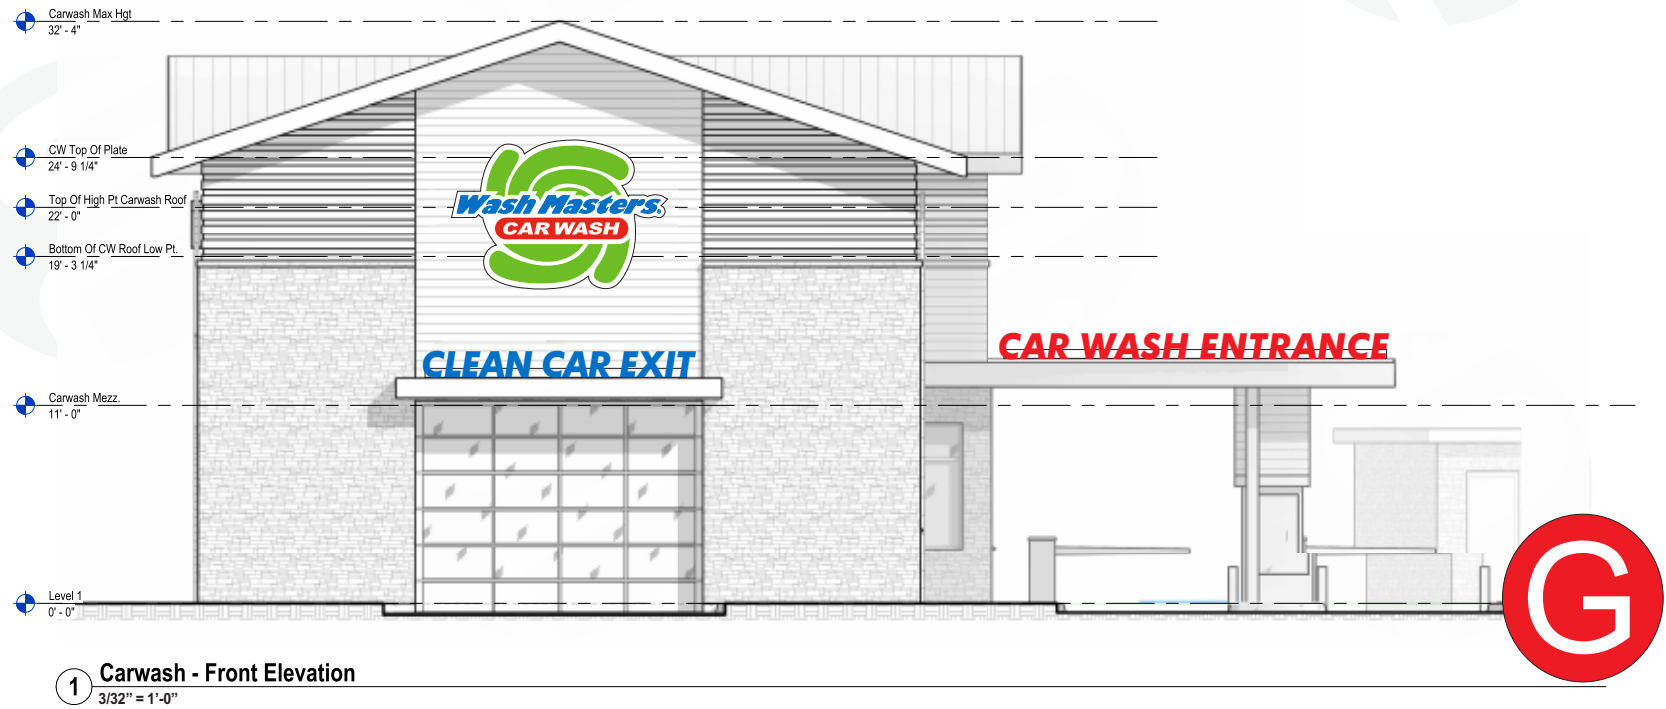 Carwash Max Hgt
32' - 4"
CW Top Of Plate
24' - 9 1/4"
Top Of High Pt Carwash Roof
22' - 0"
Wash Masters®
CAR WASH
Bottom Of CW Roof Low Pt.
19' - 3 1/4"
CAR WASH ENTRANCE
CLEAN CAR EXIT
Carwash Mezz.
11' - 0"
Level 1
0' - 0"
G
1 Carwash - Front Elevation
3/32” = 1’-0”